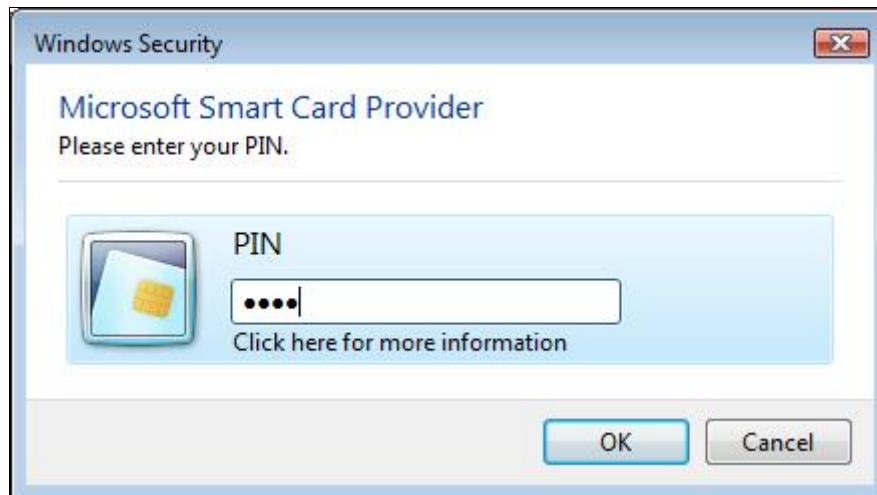 Windows Security
Microsoft Smart Card Provider
Please enter your PIN.
PIN
••••
Click here for more information
OK Cancel